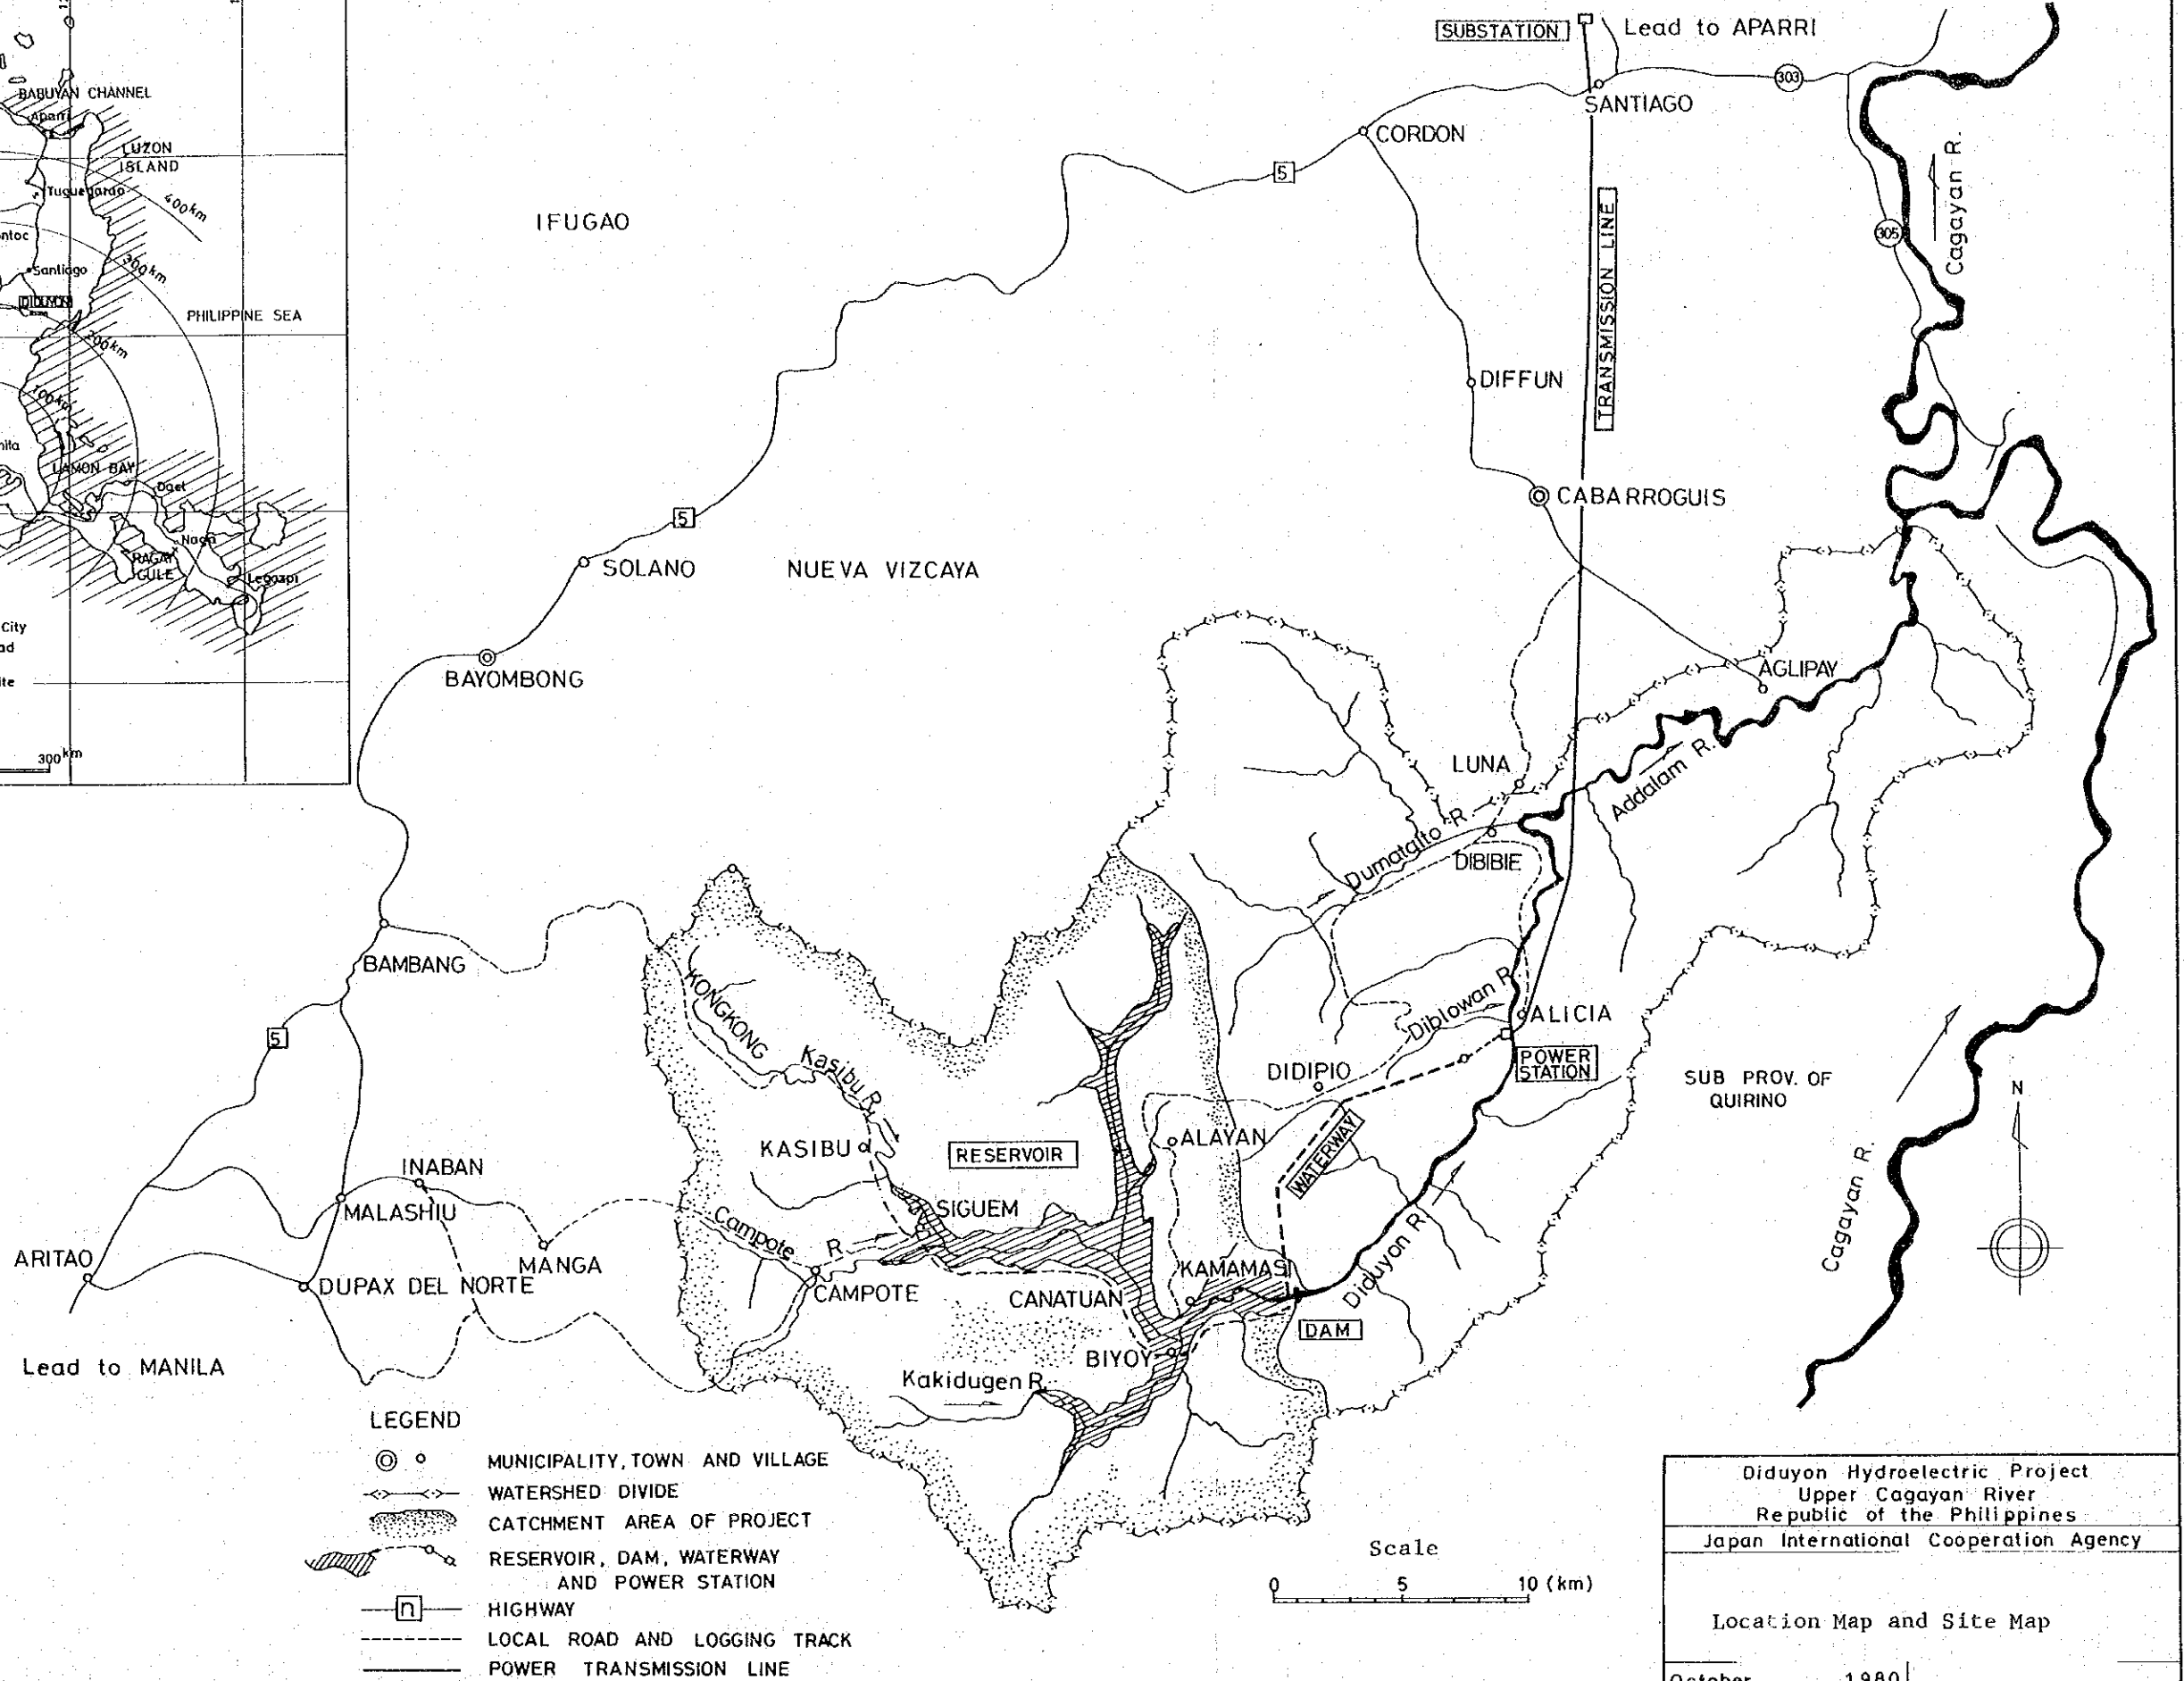 BABUYAN CHANNEL
Aparri
LUZON
ISLAND
Tuguegarao
400km
ntoc
Santiago
300km
DIDUYON
PHILIPPINE SEA
200km
100km
nila
LAMON BAY
Daet
Naga
RAGAY
GULF
Legazpi
City
ad
ite
300km
SUBSTATION
Lead to APARRI
303
SANTIAGO
CORDON
5
Cagayan R.
305
TRANSMISSION LINE
IFUGAO
DIFFUN
CABARROGUIS
5
SOLANO
NUEVA VIZCAYA
BAYOMBONG
AGLIPAY
LUNA
Addalam R.
Dumatalto R.
DIBIBIE
BAMBANG
KONGKONG
Kasibu R.
Diblowan R.
ALICIA
5
POWER
STATION
DIDIPIO
SUB PROV. OF
QUIRINO
N
KASIBU
RESERVOIR
ALAYAN
WATERWAY
INABAN
MALASHIU
SIGUEM
Campote R.
Cagayan R.
ARITAO
MANGA
DUPAX DEL NORTE
CAMPOTE
CANATUAN
KAMAMASI
Diduyon R.
DAM
BIYOY
Lead to MANILA
Kakidugen R.
LEGEND
MUNICIPALITY, TOWN AND VILLAGE
WATERSHED DIVIDE
CATCHMENT AREA OF PROJECT
RESERVOIR, DAM, WATERWAY
AND POWER STATION
n HIGHWAY
LOCAL ROAD AND LOGGING TRACK
POWER TRANSMISSION LINE
Scale
0 5 10 (km)
Diduyon Hydroelectric Project
Upper Cagayan River
Republic of the Philippines
Japan International Cooperation Agency
Location Map and Site Map
October 1980